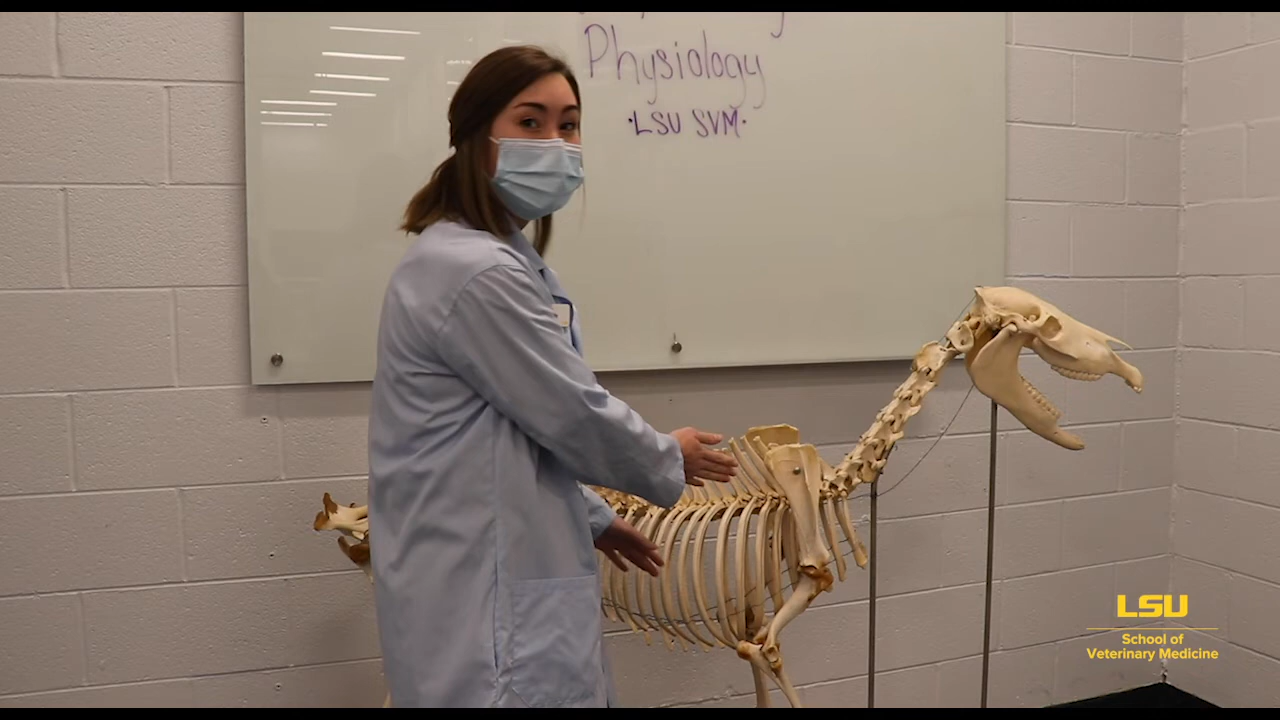 Physiology
·LSU SVM·
LSU
School of
Veterinary Medicine